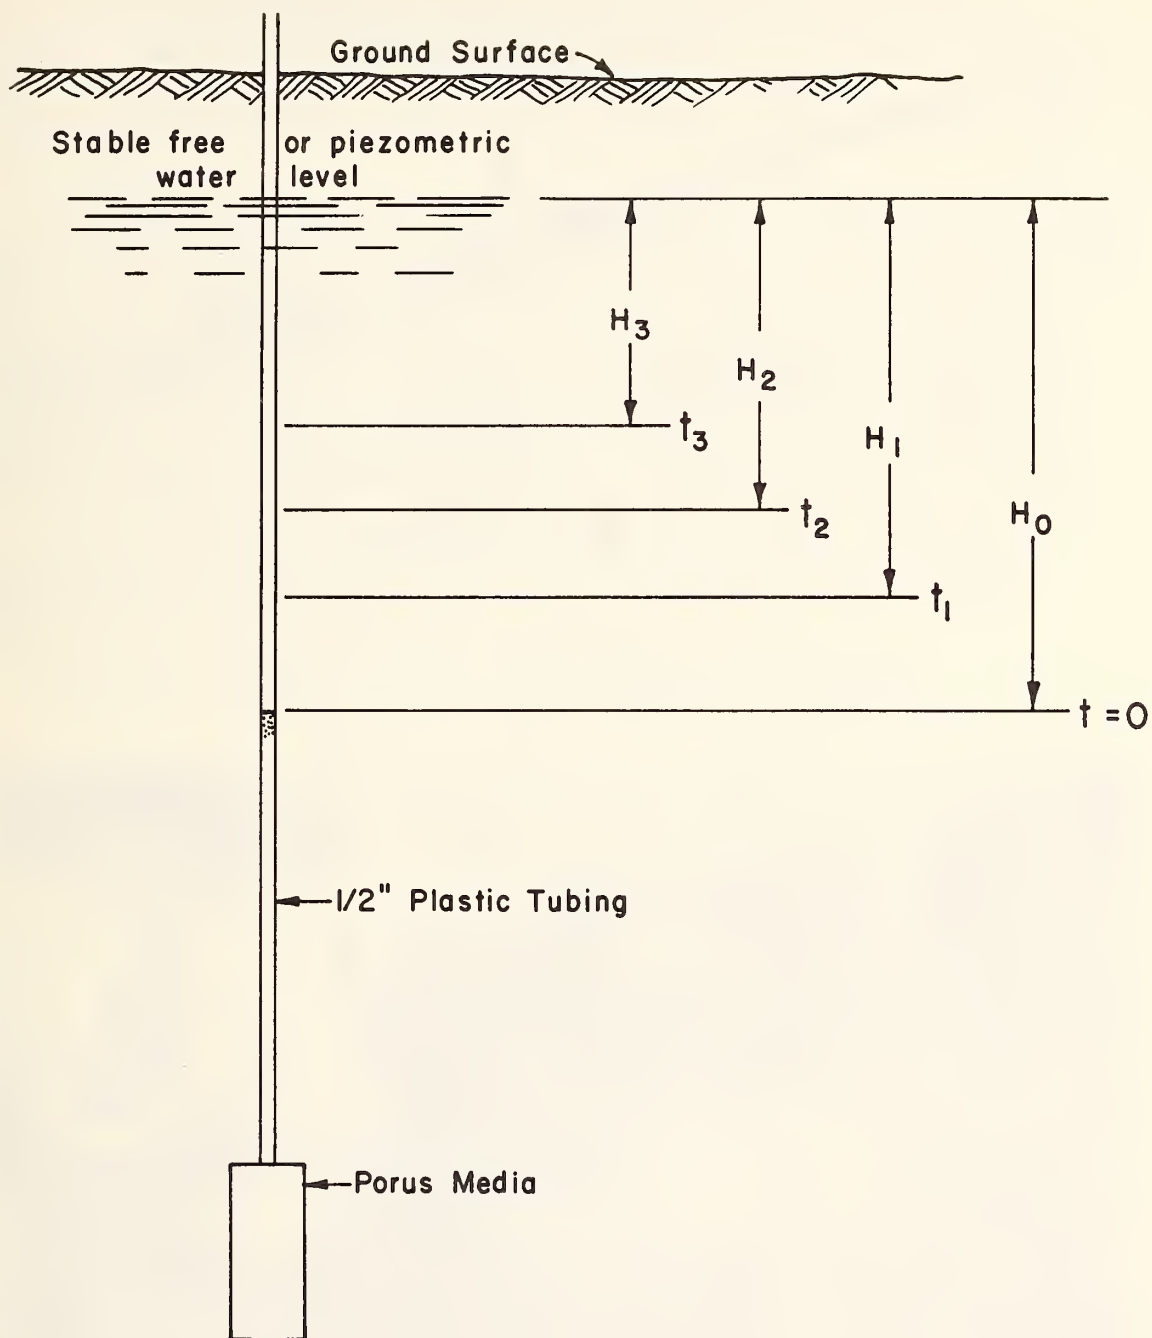 Ground Surface
Stable free or piezometric
water level
H3
H2
H1
H0
t3
t2
t1
t = 0
1/2" Plastic Tubing
Porus Media